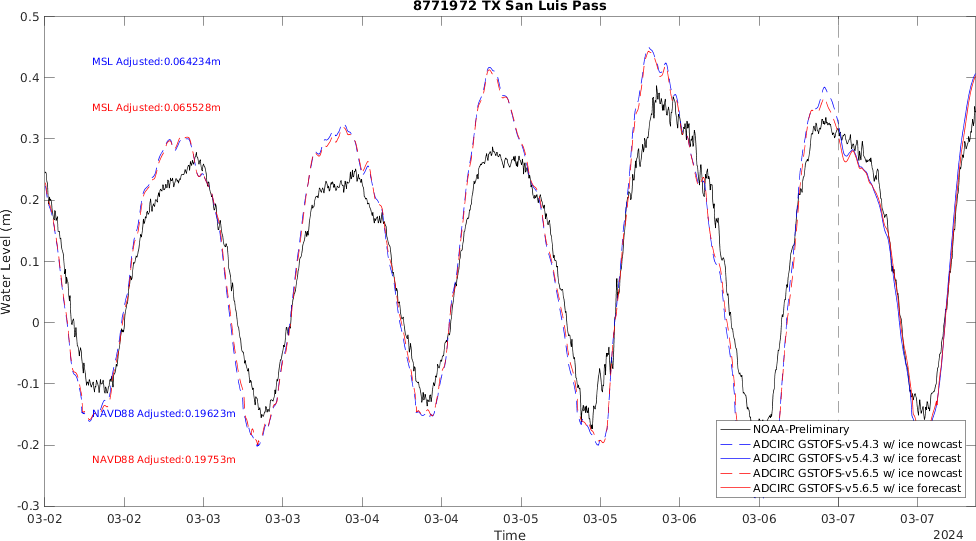 8771972 TX San Luis Pass
0.5
0.4
0.3
0.2
0.1
0
-0.1
-0.2
-0.3
Water Level (m)
MSL Adjusted:0.064234m
MSL Adjusted:0.065528m
NAVD88 Adjusted:0.19623m
NAVD88 Adjusted:0.19753m
NOAA-Preliminary
ADCIRC GSTOFS-v5.4.3 w/ ice nowcast
ADCIRC GSTOFS-v5.4.3 w/ ice forecast
ADCIRC GSTOFS-v5.6.5 w/ ice nowcast
ADCIRC GSTOFS-v5.6.5 w/ ice forecast
03-02 03-02 03-03 03-03 03-04 03-04 03-05 03-05 03-06 03-06 03-07 03-07
Time
2024